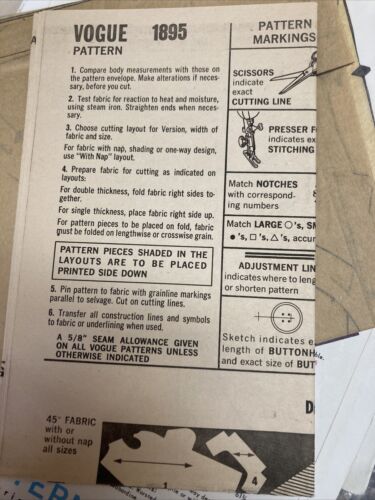 VOGUE 1895
PATTERN
1. Compare body measurements with those on
the pattern envelope. Make alterations if neces-
sary, before you cut.
2. Test fabric for reaction to heat and moisture,
using steam iron. Straighten ends when neces-
sary.
3. Choose cutting layout for Version, width of
fabric and size.
For fabric with nap, shading or one-way design,
use "With Nap" layout.
4. Prepare fabric for cutting as indicated on
layouts:
For double thickness, fold fabric right sides to-
gether.
For single thickness, place fabric right side up.
For pattern pieces to be placed on fold, fabric
must be folded on lengthwise or crosswise grain.
PATTERN PIECES SHADED IN THE
LAYOUTS ARE TO BE PLACED
PRINTED SIDE DOWN
5. Pin pattern to fabric with grainline markings
parallel to selvage. Cut on cutting lines.
6. Transfer all construction lines and symbols
to fabric or underlining when used.
A 5/8" SEAM ALLOWANCE GIVEN
ON ALL VOGUE PATTERNS UNLESS
OTHERWISE INDICATED
PATTERN
MARKINGS
SCISSORS
indicate
exact
CUTTING LINE
PRESSER F
indicates ex
STITCHING
Match NOTCHES
with correspond-
ing numbers
Match LARGE O's, SM
●'s, □'s, △'s, accur
ADJUSTMENT LIN
indicates where to leng
or shorten pattern
Sketch indicates e
length of BUTTONH
and exact size of BUT
D
45" FABRIC
with or
without nap
all sizes
1
4
A